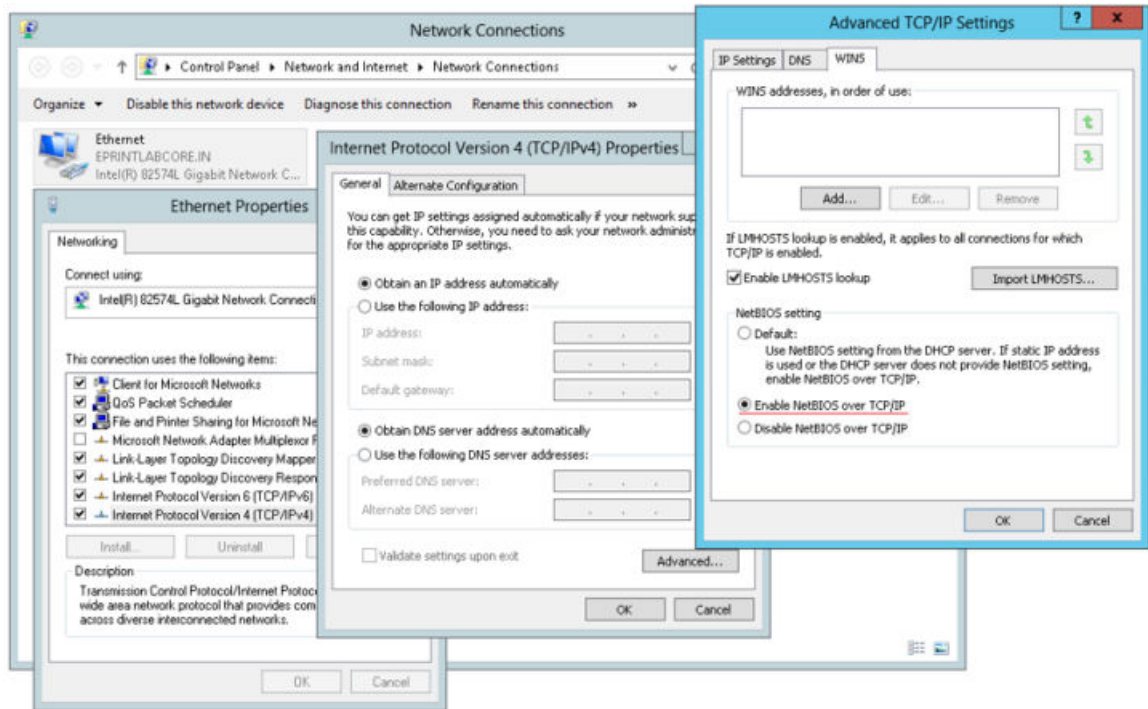 Network Connections
Control Panel ▸ Network and Internet ▸ Network Connections
Organize ▾ Disable this network device Diagnose this connection Rename this connection »
Ethernet
EPRINTLABCORE.IN
Intel(R) 82574L Gigabit Network C...
Ethernet Properties
Networking
Connect using:
Intel(R) 82574L Gigabit Network Connecti
This connection uses the following items:
Client for Microsoft Networks
QoS Packet Scheduler
File and Printer Sharing for Microsoft Ne
Microsoft Network Adapter Multiplexor P
Link-Layer Topology Discovery Mapper
Link-Layer Topology Discovery Respon
Internet Protocol Version 6 (TCP/IPv6)
Internet Protocol Version 4 (TCP/IPv4)
Install... Uninstall
Description
Transmission Control Protocol/Internet Protoc
wide area network protocol that provides com
across diverse interconnected networks.
OK Cancel
Internet Protocol Version 4 (TCP/IPv4) Properties
General Alternate Configuration
You can get IP settings assigned automatically if your network sup
this capability. Otherwise, you need to ask your network administr
for the appropriate IP settings.
Obtain an IP address automatically
Use the following IP address:
IP address:
Subnet mask:
Default gateway:
Obtain DNS server address automatically
Use the following DNS server addresses:
Preferred DNS server:
Alternate DNS server:
Validate settings upon exit
Advanced...
OK Cancel
Advanced TCP/IP Settings
? X
IP Settings DNS WINS
WINS addresses, in order of use:
Add... Edit... Remove
If LMHOSTS lookup is enabled, it applies to all connections for which
TCP/IP is enabled.
Enable LMHOSTS lookup Import LMHOSTS...
NetBIOS setting
Default:
Use NetBIOS setting from the DHCP server. If static IP address
is used or the DHCP server does not provide NetBIOS setting,
enable NetBIOS over TCP/IP.
Enable NetBIOS over TCP/IP
Disable NetBIOS over TCP/IP
OK Cancel